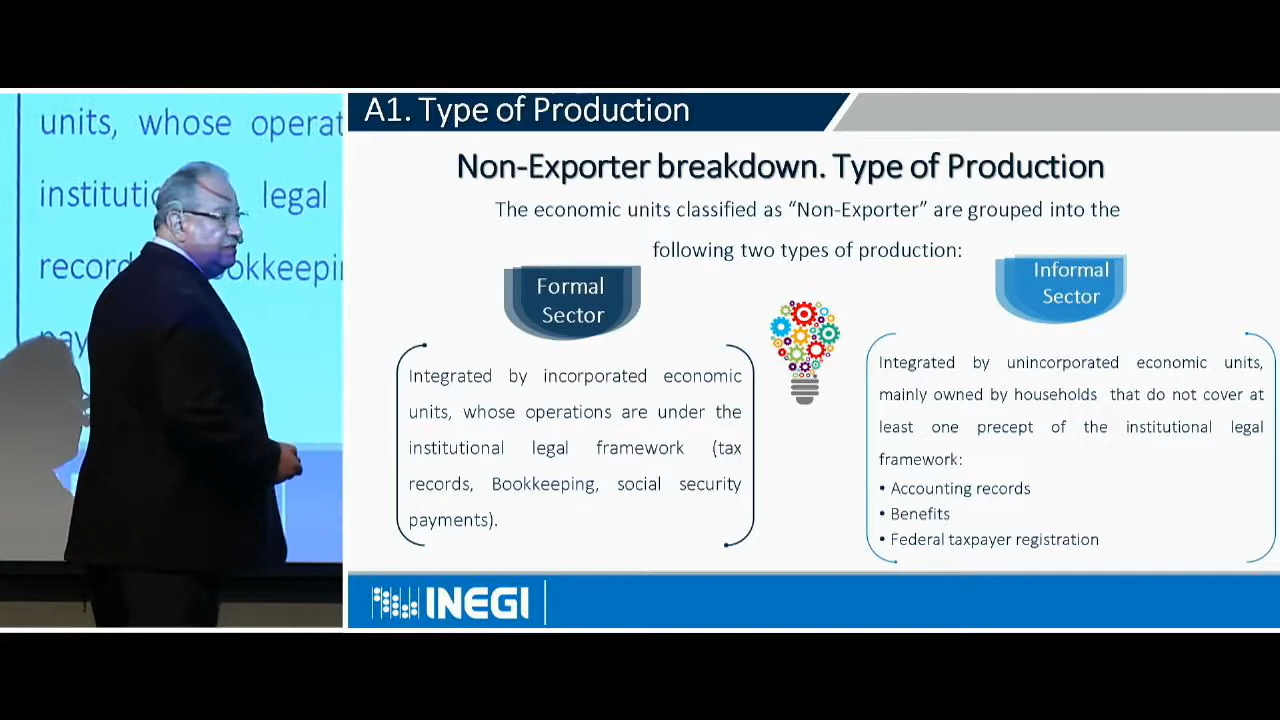 units, whose operat
institutio legal
record okkeepin
pay
A1. Type of Production
Non-Exporter breakdown. Type of Production
The economic units classified as “Non-Exporter” are grouped into the
following two types of production:
Formal
Sector
Integrated by incorporated economic
units, whose operations are under the
institutional legal framework (tax
records, Bookkeeping, social security
payments).
Informal
Sector
Integrated by unincorporated economic units,
mainly owned by households that do not cover at
least one precept of the institutional legal
framework:
• Accounting records
• Benefits
• Federal taxpayer registration
INEGI